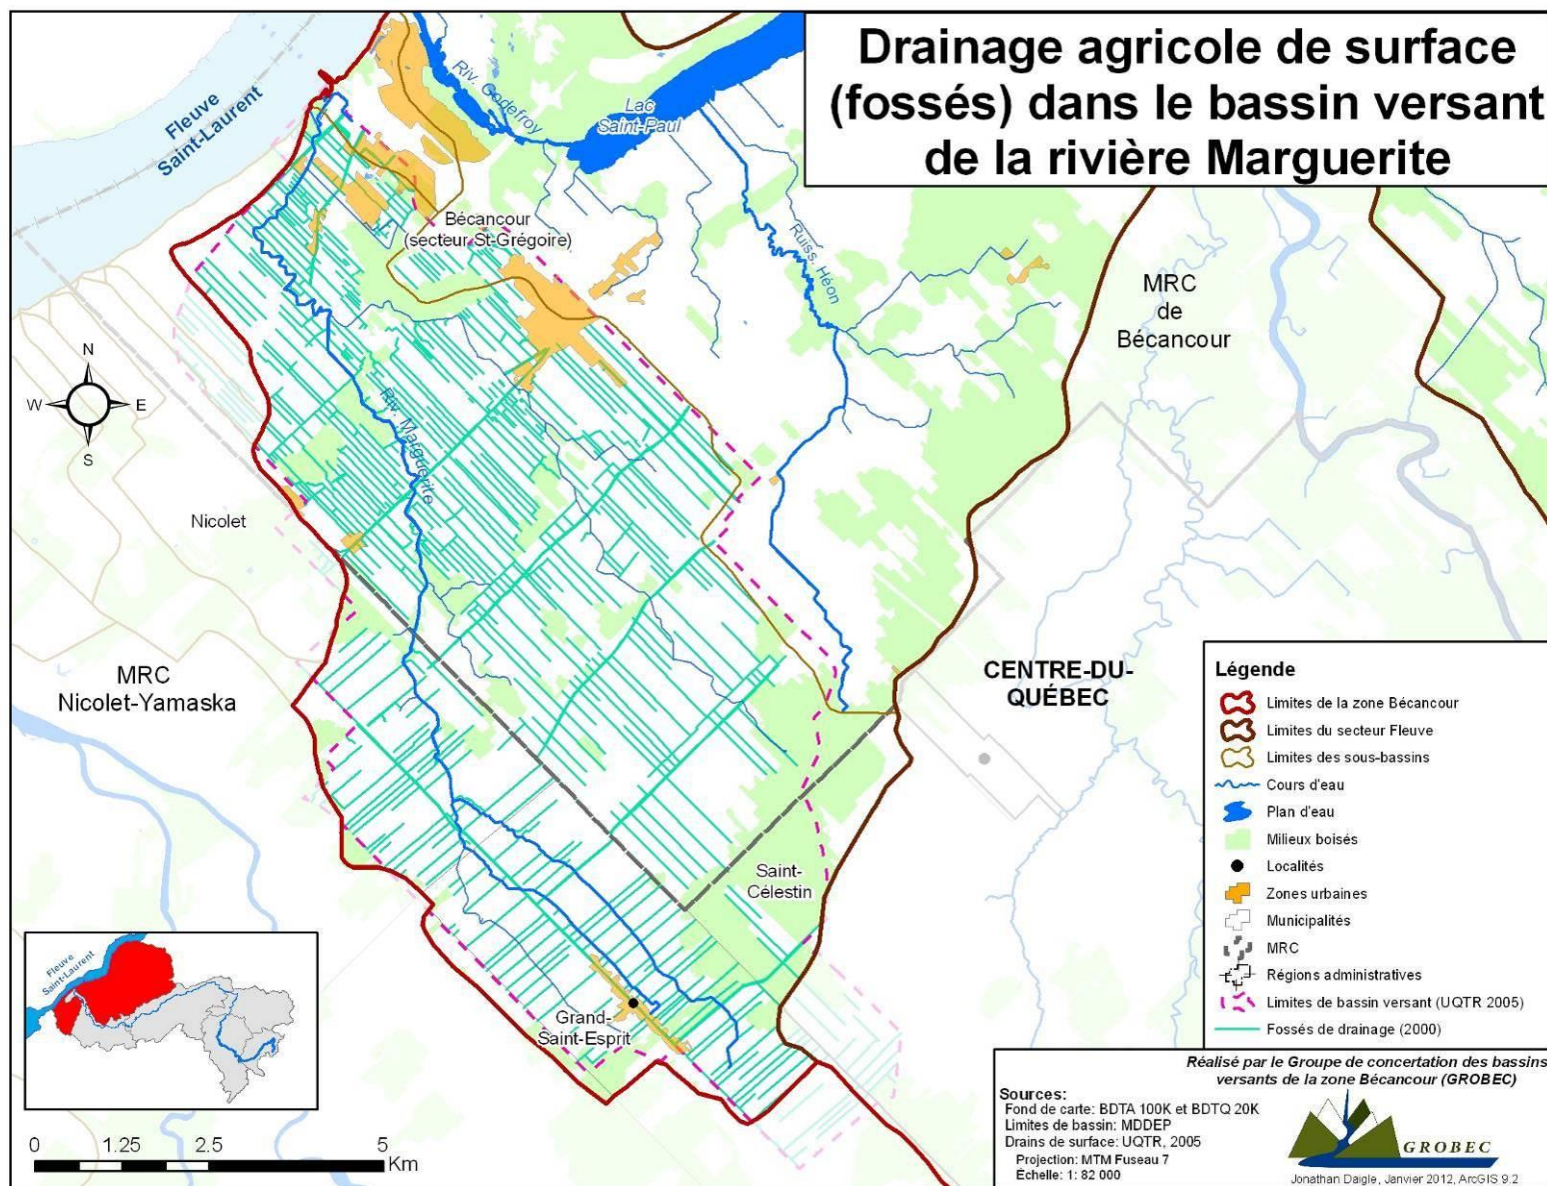 Drainage agricole de surface
(fossés) dans le bassin versant
de la rivière Marguerite
Fleuve
Saint-Laurent
Riv. Godefroy
Lac
Saint-Paul
Ruiss. Héon
Bécancour
(secteur St-Grégoire)
MRC
de
Bécancour
N
W
E
S
Riv. Marguerite
Nicolet
MRC
Nicolet-Yamaska
CENTRE-DU-
QUÉBEC
Saint-
Célestin
Grand-
Saint-Esprit
Légende
Limites de la zone Bécancour
Limites du secteur Fleuve
Limites des sous-bassins
Cours d'eau
Plan d'eau
Milieux boisés
Localités
Zones urbaines
Municipalités
MRC
Régions administratives
Limites de bassin versant (UQTR 2005)
Fossés de drainage (2000)
Fleuve
Saint-Laurent
0 1.25 2.5 5
Km
Réalisé par le Groupe de concertation des bassins
versants de la zone Bécancour (GROBEC)
Sources:
Fond de carte: BDTA 100K et BDTQ 20K
Limites de bassin: MDDEP
Drains de surface: UQTR, 2005
Projection: MTM Fuseau 7
Échelle: 1: 82 000
GROBEC
Jonathan Daigle, Janvier 2012, ArcGIS 9.2